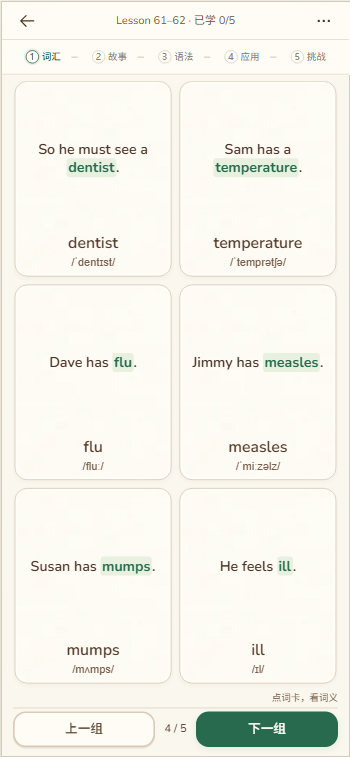 Lesson 61–62 · 已学 0/5
1 词汇 – 2 故事 – 3 语法 – 4 应用 – 5 挑战
So he must see a
dentist.
dentist
/ˈdentɪst/
Sam has a
temperature.
temperature
/ˈtemprətʃə/
Dave has flu.
flu
/fluː/
Jimmy has measles.
measles
/ˈmiːzəlz/
Susan has mumps.
mumps
/mʌmps/
He feels ill.
ill
/ɪl/
点词卡，看词义
上一组
4 / 5
下一组